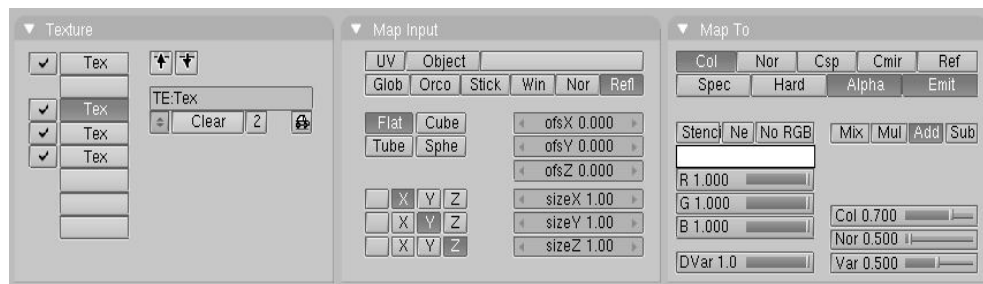 Texture
Tex
Tex
Tex
Tex
TE:Tex
Clear 2
Map Input
UV Object
Glob Orco Stick Win Nor Refl
Flat Cube
Tube Sphe
ofsX 0.000
ofsY 0.000
ofsZ 0.000
X Y Z
X Y Z
X Y Z
sizeX 1.00
sizeY 1.00
sizeZ 1.00
Map To
Col Nor Csp Cmir Ref
Spec Hard Alpha Emit
Stenci Ne No RGB
Mix Mul Add Sub
R 1.000
G 1.000
B 1.000
DVar 1.0
Col 0.700
Nor 0.500
Var 0.500